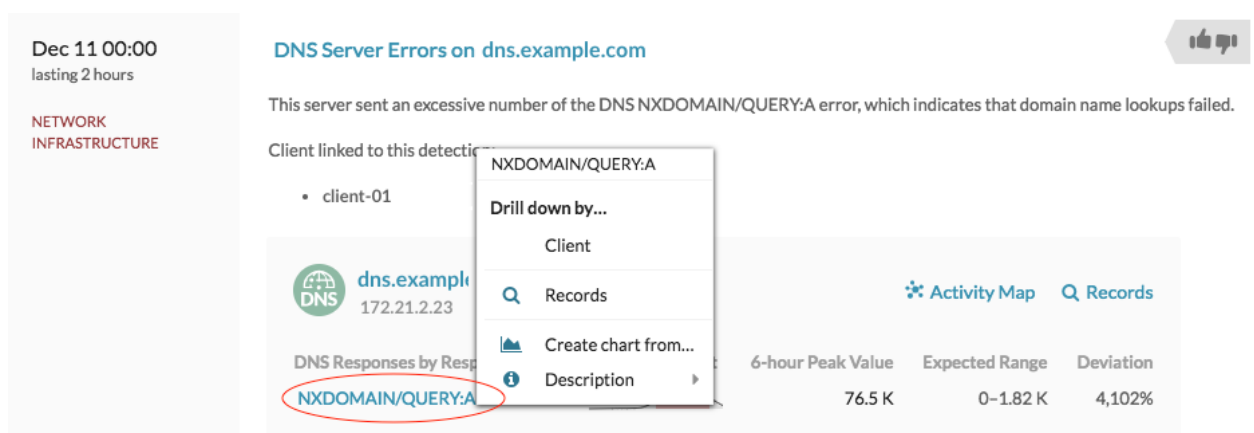 Dec 11 00:00
lasting 2 hours
NETWORK
INFRASTRUCTURE
DNS Server Errors on dns.example.com
This server sent an excessive number of the DNS NXDOMAIN/QUERY:A error, which indicates that domain name lookups failed.
Client linked to this
• client-01
NXDOMAIN/QUERY:A
Drill down by...
Client
Records
Create chart from...
Description
DNS
dns.example
172.21.2.23
Activity Map Records
DNS Responses by 6-hour Peak Value Expected Range Deviation
NXDOMAIN/QUERY:A 76.5 K 0–1.82 K 4,102%